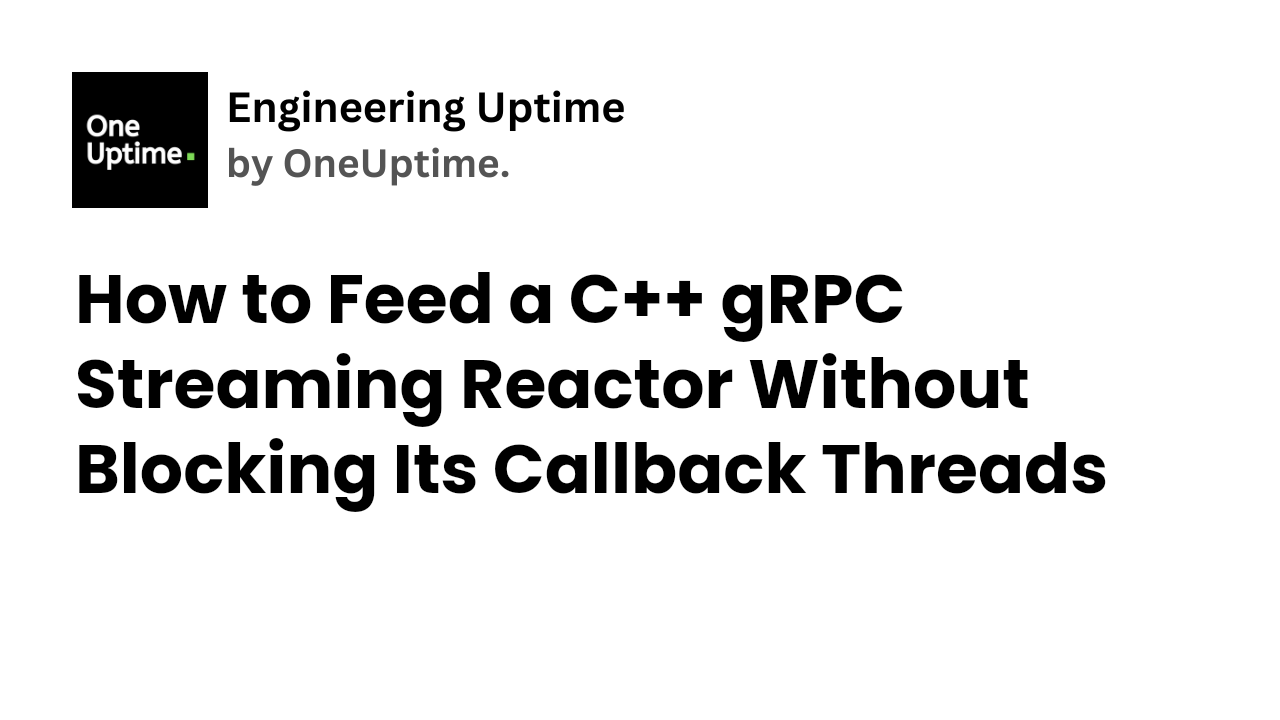 One
Uptime
Engineering Uptime
by OneUptime.
How to Feed a C++ gRPC
Streaming Reactor Without
Blocking Its Callback Threads